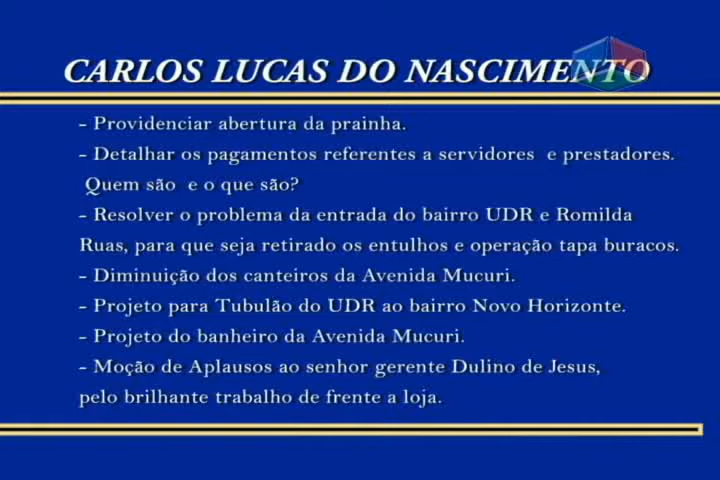 CARLOS LUCAS DO NASCIMENTO
- Providenciar abertura da prainha.
- Detalhar os pagamentos referentes a servidores e prestadores.
Quem são e o que são?
- Resolver o problema da entrada do bairro UDR e Romilda
Ruas, para que seja retirado os entulhos e operação tapa buracos.
- Diminuição dos canteiros da Avenida Mucuri.
- Projeto para Tubulão do UDR ao bairro Novo Horizonte.
- Projeto do banheiro da Avenida Mucuri.
- Moção de Aplausos ao senhor gerente Dulino de Jesus,
pelo brilhante trabalho de frente a loja.